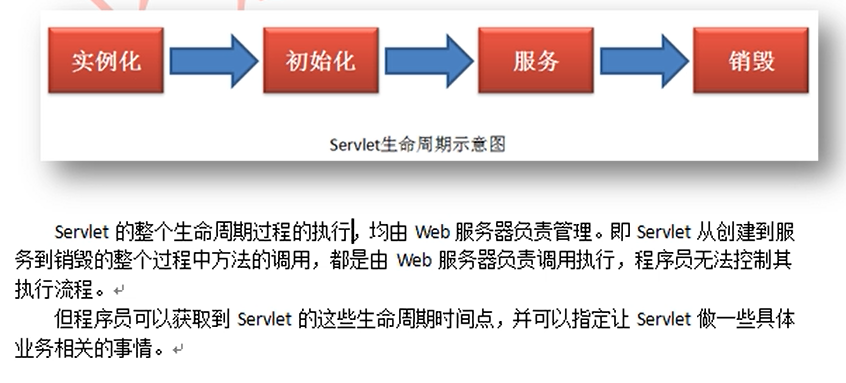 实例化 初始化 服务 销毁
Servlet生命周期示意图
Servlet 的整个生命周期过程的执行，均由 Web 服务器负责管理。即 Servlet 从创建到服
务到销毁的整个过程中方法的调用，都是由 Web 服务器负责调用执行，程序员无法控制其
执行流程。
但程序员可以获取到 Servlet 的这些生命周期时间点，并可以指定让 Servlet 做一些具体
业务相关的事情。